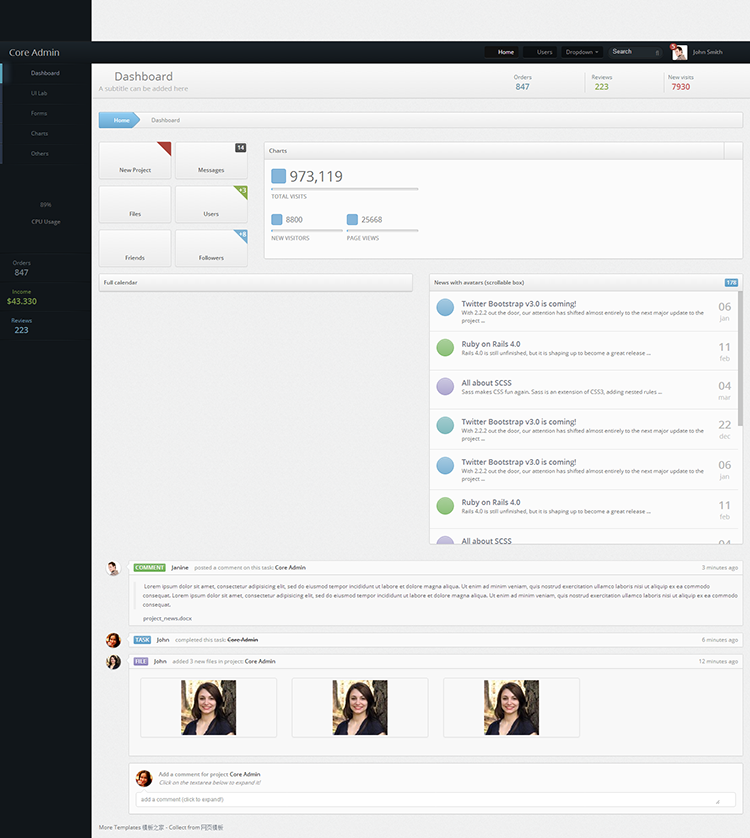 Core Admin
Home
Users
Dropdown
Search
5
John Smith
Dashboard
UI Lab
Forms
Charts
Others
89%
CPU Usage
Orders
847
Income
$43.330
Reviews
223
Dashboard
A subtitle can be added here
Orders
847
Reviews
223
New visits
7930
Home
Dashboard
New Project
14
Messages
Files
+3
Users
Friends
+8
Followers
Charts
973,119
TOTAL VISITS
8800
NEW VISITORS
25668
PAGE VIEWS
Full calendar
News with avatars (scrollable box)
178
Twitter Bootstrap v3.0 is coming!
With 2.2.2 out the door, our attention has shifted almost entirely to the next major update to the
project ...
06
jan
Ruby on Rails 4.0
Rails 4.0 is still unfinished, but it is shaping up to become a great release ...
11
feb
All about SCSS
Sass makes CSS fun again. Sass is an extension of CSS3, adding nested rules ...
04
mar
Twitter Bootstrap v3.0 is coming!
With 2.2.2 out the door, our attention has shifted almost entirely to the next major update to the
project ...
22
dec
Twitter Bootstrap v3.0 is coming!
With 2.2.2 out the door, our attention has shifted almost entirely to the next major update to the
project ...
06
jan
Ruby on Rails 4.0
Rails 4.0 is still unfinished, but it is shaping up to become a great release ...
11
feb
All about SCSS
04
COMMENT Janine posted a comment on this task: Core Admin
3 minutes ago
Lorem ipsum dolor sit amet, consectetur adipisicing elit, sed do eiusmod tempor incididunt ut labore et dolore magna aliqua. Ut enim ad minim veniam, quis nostrud exercitation ullamco laboris nisi ut aliquip ex ea commodo
consequat. Lorem ipsum dolor sit amet, consectetur adipisicing elit, sed do eiusmod tempor incididunt ut labore et dolore magna aliqua. Ut enim ad minim veniam, quis nostrud exercitation ullamco laboris nisi ut aliquip ex ea commodo
consequat.
project_news.docx
TASK John completed this task: Core Admin
8 minutes ago
FILE John added 3 new files in project: Core Admin
12 minutes ago
Add a comment for project Core Admin
Click on the textarea below to expand it!
add a comment (click to expand!)
More Templates 模板之家 - Collect from 网页模板